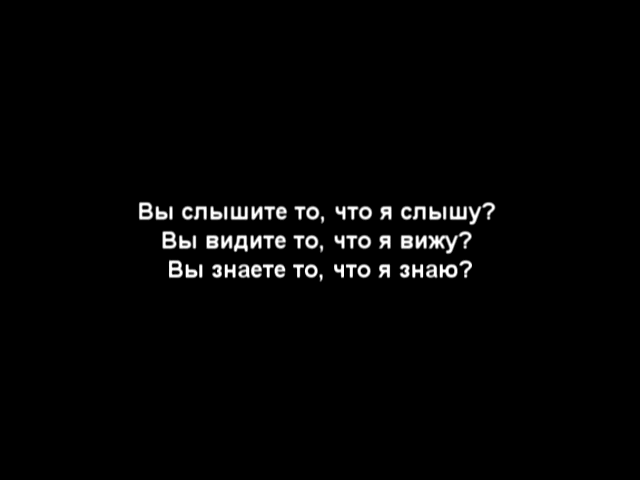 Вы слышите то, что я слышу?
Вы видите то, что я вижу?
Вы знаете то, что я знаю?